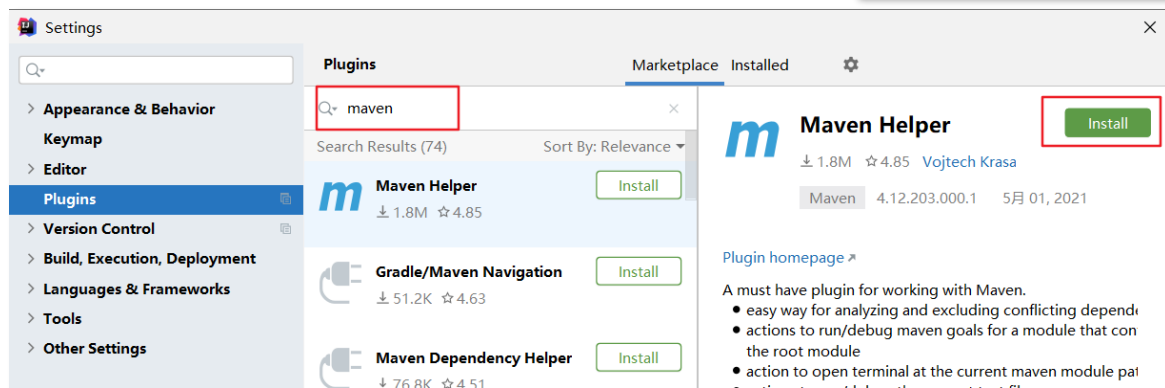 Settings
Appearance & Behavior
Keymap
Editor
Plugins
Version Control
Build, Execution, Deployment
Languages & Frameworks
Tools
Other Settings
Plugins
Marketplace Installed
maven
Search Results (74) Sort By: Relevance
Maven Helper Install
1.8M 4.85
Gradle/Maven Navigation Install
51.2K 4.63
Maven Dependency Helper Install
76.8K 4.51
Maven Helper Install
1.8M 4.85 Vojtech Krasa
Maven 4.12.203.000.1 5月 01, 2021
Plugin homepage
A must have plugin for working with Maven.
easy way for analyzing and excluding conflicting depende
actions to run/debug maven goals for a module that con
the root module
action to open terminal at the current maven module pat